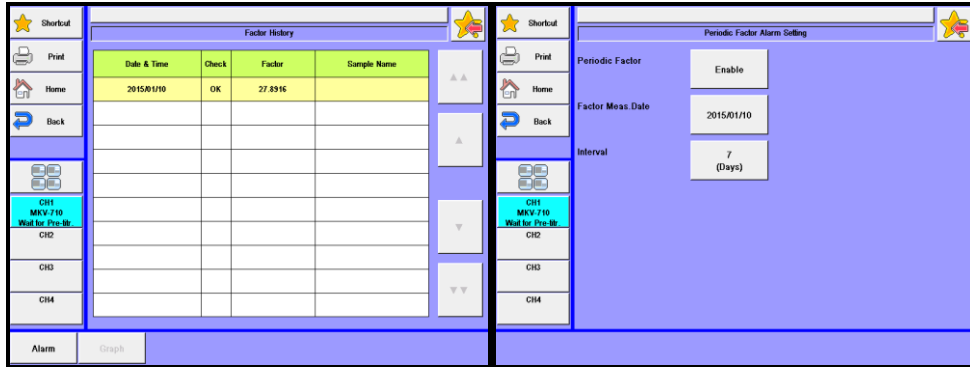 Shortcut
Factor History
Print
Home
Back
Date & Time Check Factor Sample Name
2015/01/10 OK 27.8916
CH1
MKV-710
Wait for Pre-titr.
CH2
CH3
CH4
Alarm Graph
Shortcut
Periodic Factor Alarm Setting
Print
Home
Back
Periodic Factor Enable
Factor Meas.Date 2015/01/10
Interval 7
(Days)
CH1
MKV-710
Wait for Pre-titr.
CH2
CH3
CH4